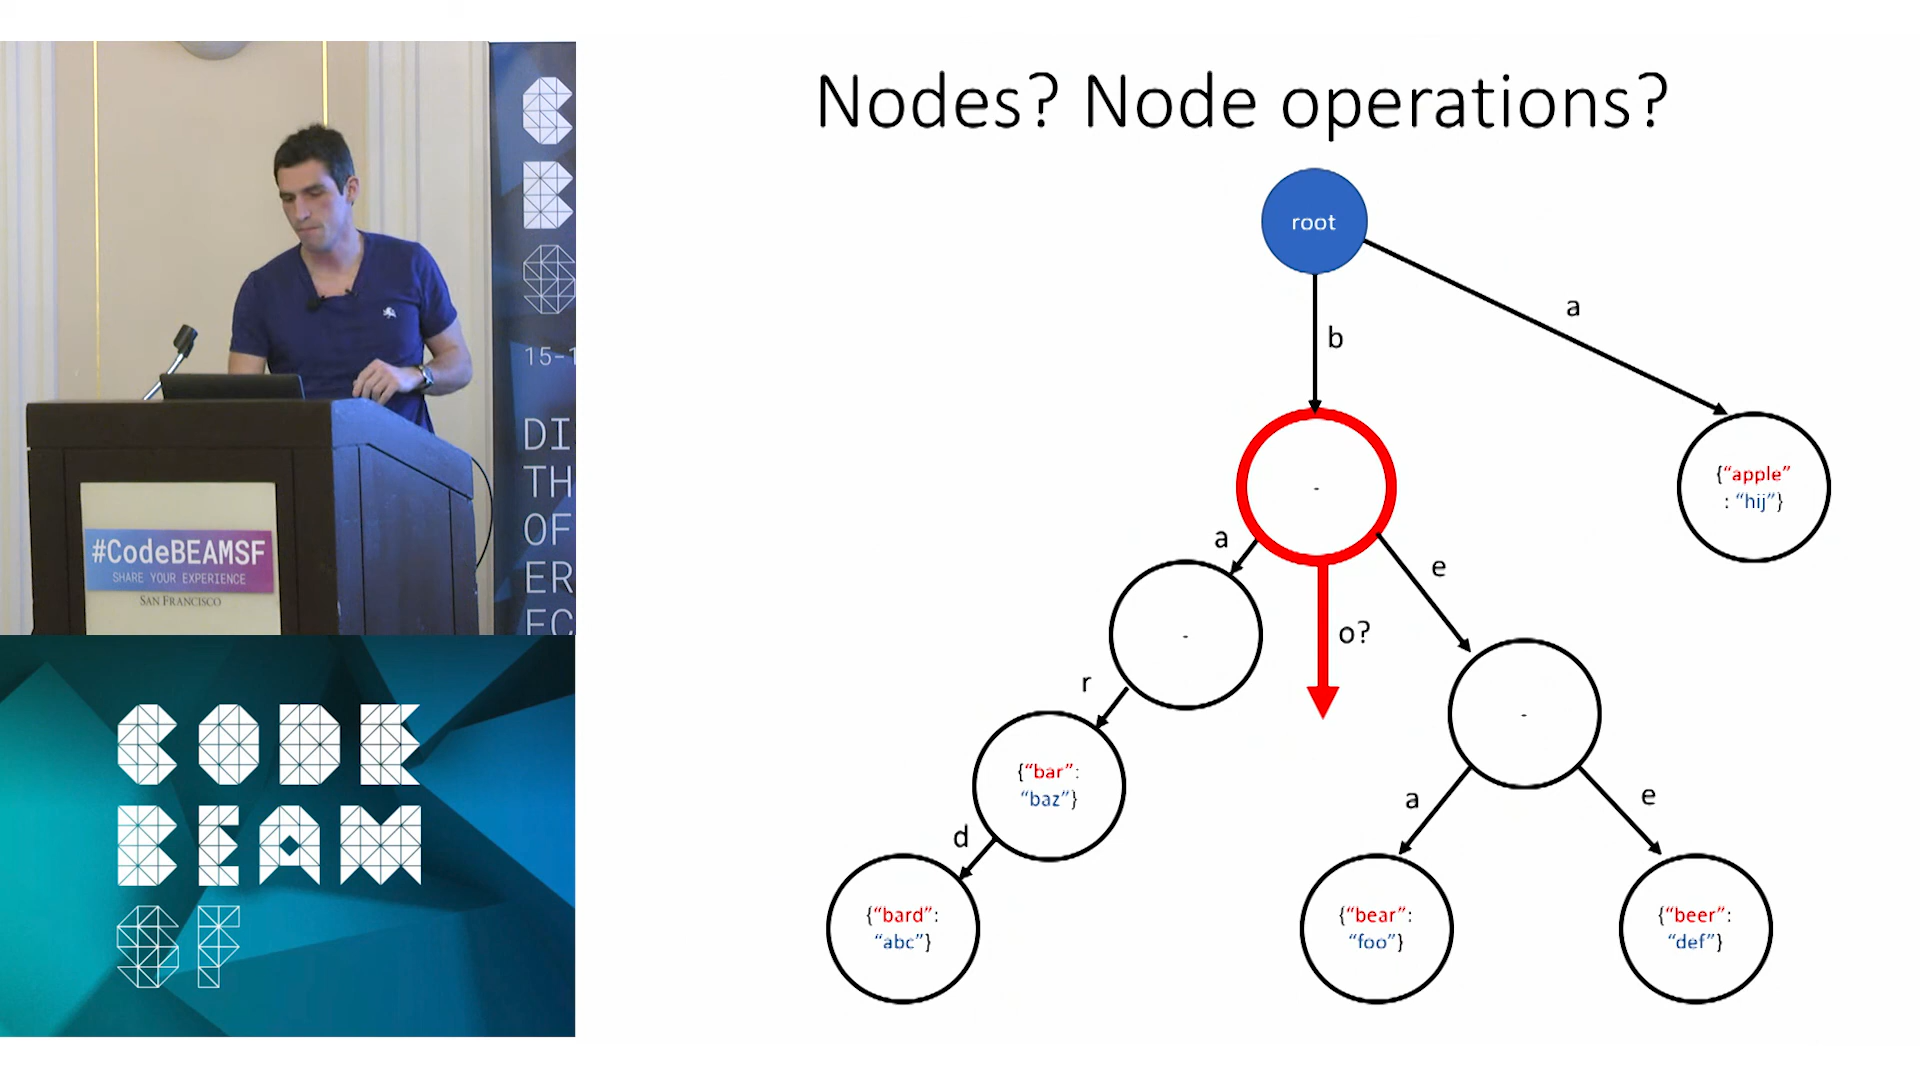 Nodes? Node operations?
root
b
a
-
{“apple”
: “hij”}
a
o?
e
-
-
r
{“bar”:
“baz”}
d
a
e
{“bard”:
“abc”}
{“bear”:
“foo”}
{“beer”:
“def”}
C
B
S
15-1
DI
TH
OF
ER
EC
#CodeBEAMSF
SHARE YOUR EXPERIENCE
SAN FRANCISCO
CODE
BEAM
SF